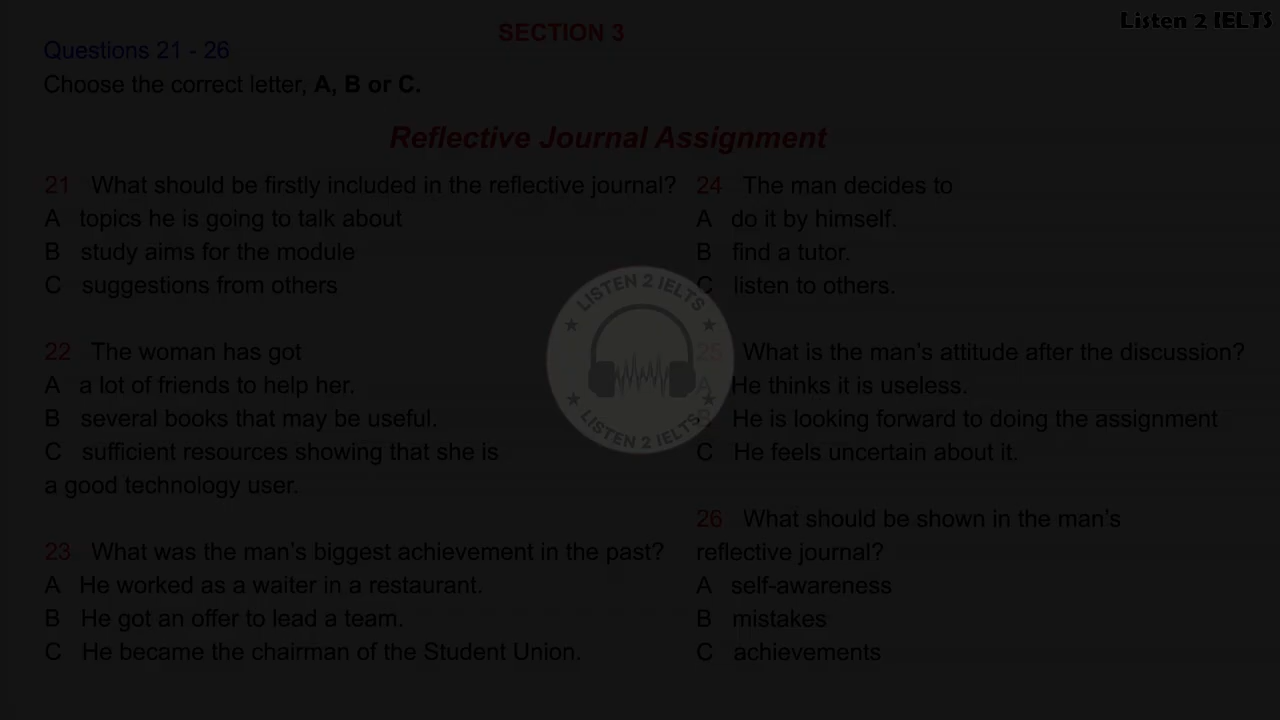 Listen 2 IELTS
SECTION 3
Questions 21 - 26
Choose the correct letter, A, B or C.
Reflective Journal Assignment
21 What should be firstly included in the reflective journal?
A topics he is going to talk about
B study aims for the module
C suggestions from others
22 The woman has got
A a lot of friends to help her.
B several books that may be useful.
C sufficient resources showing that she is
a good technology user.
23 What was the man's biggest achievement in the past?
A He worked as a waiter in a restaurant.
B He got an offer to lead a team.
C He became the chairman of the Student Union.
24 The man decides to
A do it by himself.
B find a tutor.
C listen to others.
25 What is the man's attitude after the discussion?
A He thinks it is useless.
B He is looking forward to doing the assignment
C He feels uncertain about it.
26 What should be shown in the man's
reflective journal?
A self-awareness
B mistakes
C achievements
LISTEN 2 IELTS
LISTEN 2 IELTS